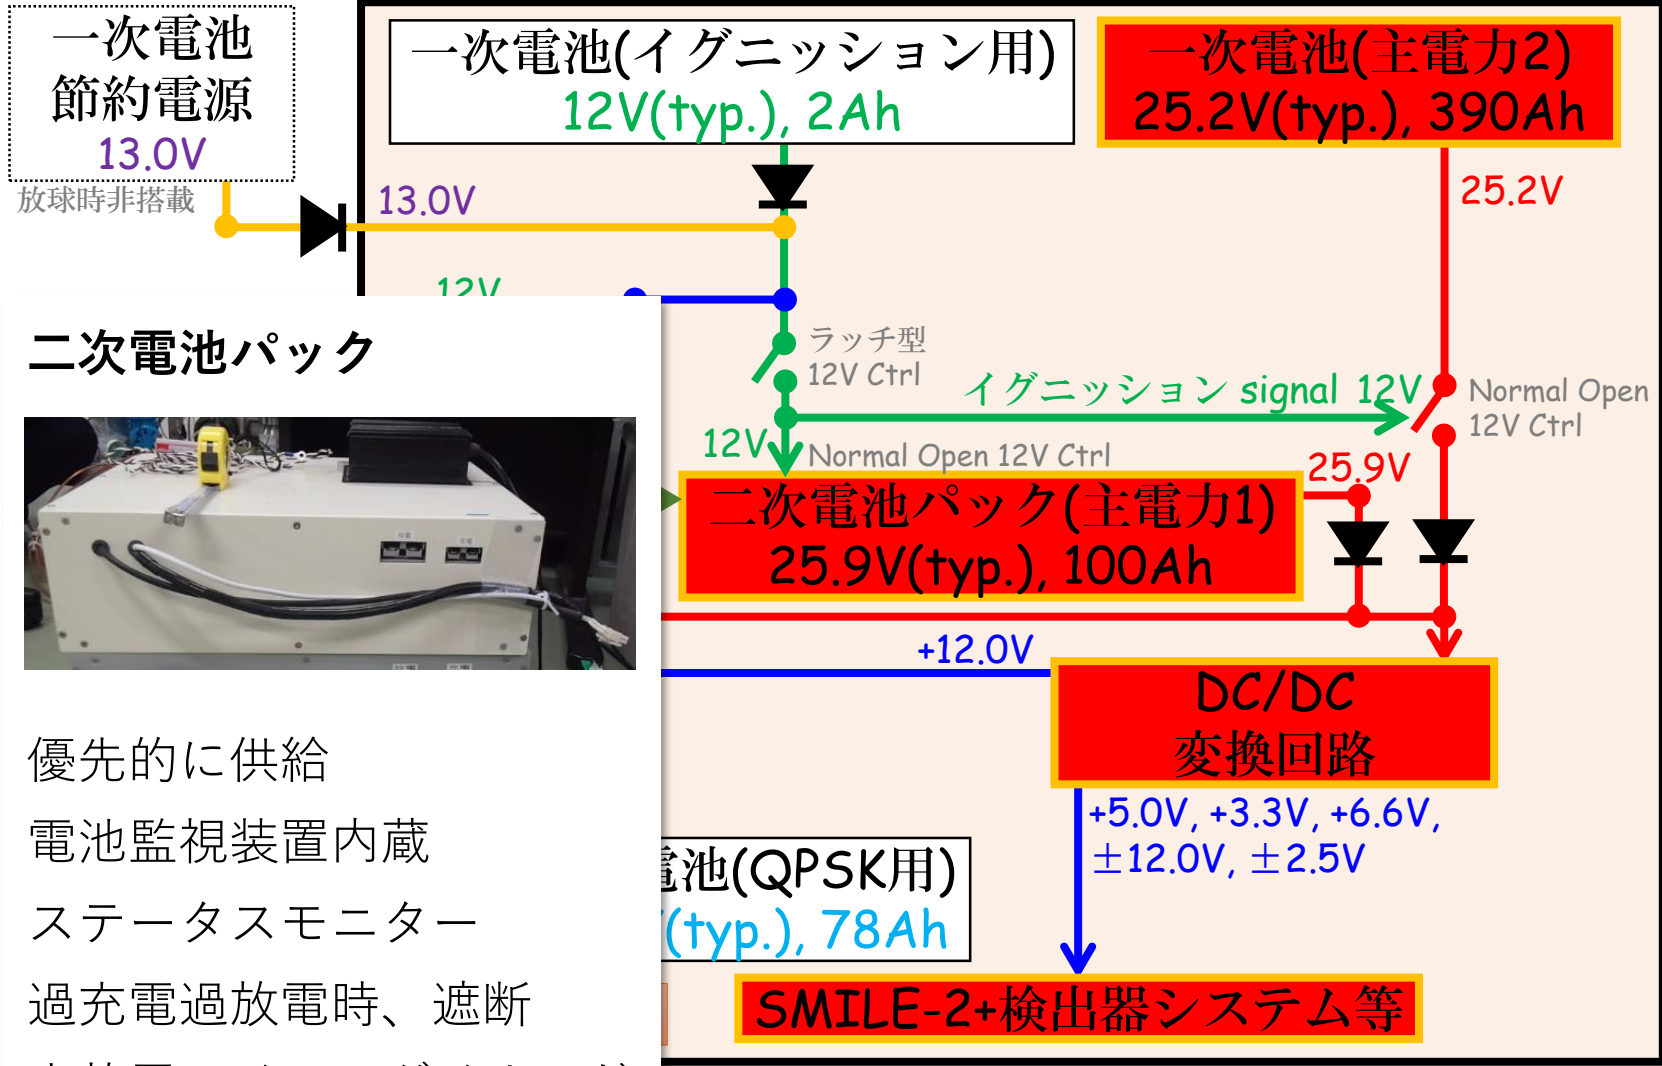 一次電池
節約電源
13.0V
放球時非搭載
一次電池(イグニッション用)
12V(typ.), 2Ah
一次電池(主電力2)
25.2V(typ.), 390Ah
13.0V
25.2V
12V
ラッチ型
12V Ctrl
イグニッション signal 12V
Normal Open
12V Ctrl
12V
Normal Open 12V Ctrl
25.9V
二次電池パック(主電力1)
25.9V(typ.), 100Ah
+12.0V
DC/DC
変換回路
+5.0V, +3.3V, +6.6V,
±12.0V, ±2.5V
電池(QPSK用)
(typ.), 78Ah
SMILE-2+検出器システム等
二次電池パック
優先的に供給
電池監視装置内蔵
ステータスモニター
過充電過放電時、遮断